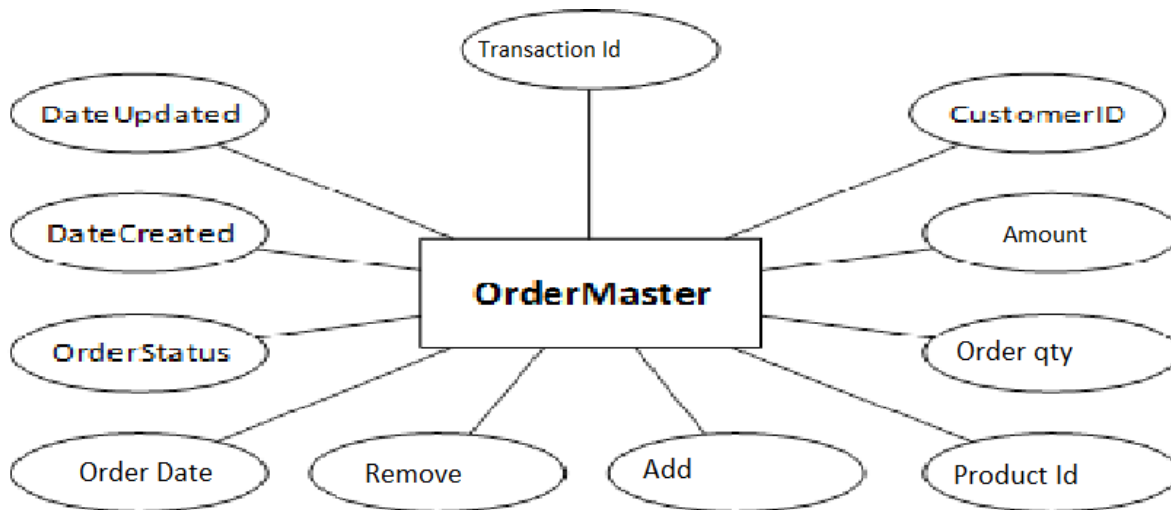 Transaction Id
DateUpdated
CustomerID
DateCreated
Amount
OrderMaster
OrderStatus
Order qty
Order Date
Remove
Add
Product Id